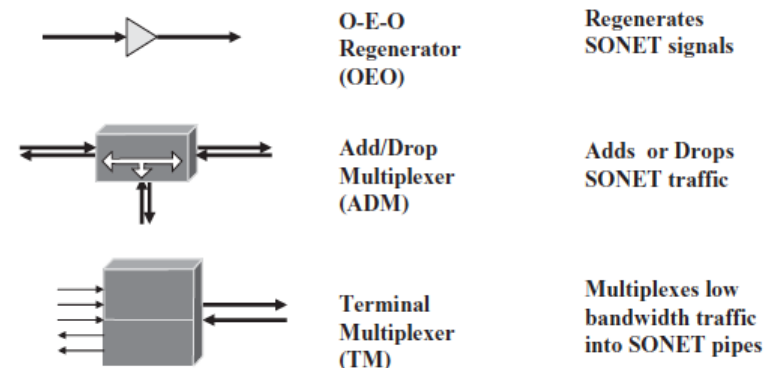 O-E-O
Regenerator
(OEO)
Regenerates
SONET signals
Add/Drop
Multiplexer
(ADM)
Adds or Drops
SONET traffic
Terminal
Multiplexer
(TM)
Multiplexes low
bandwidth traffic
into SONET pipes